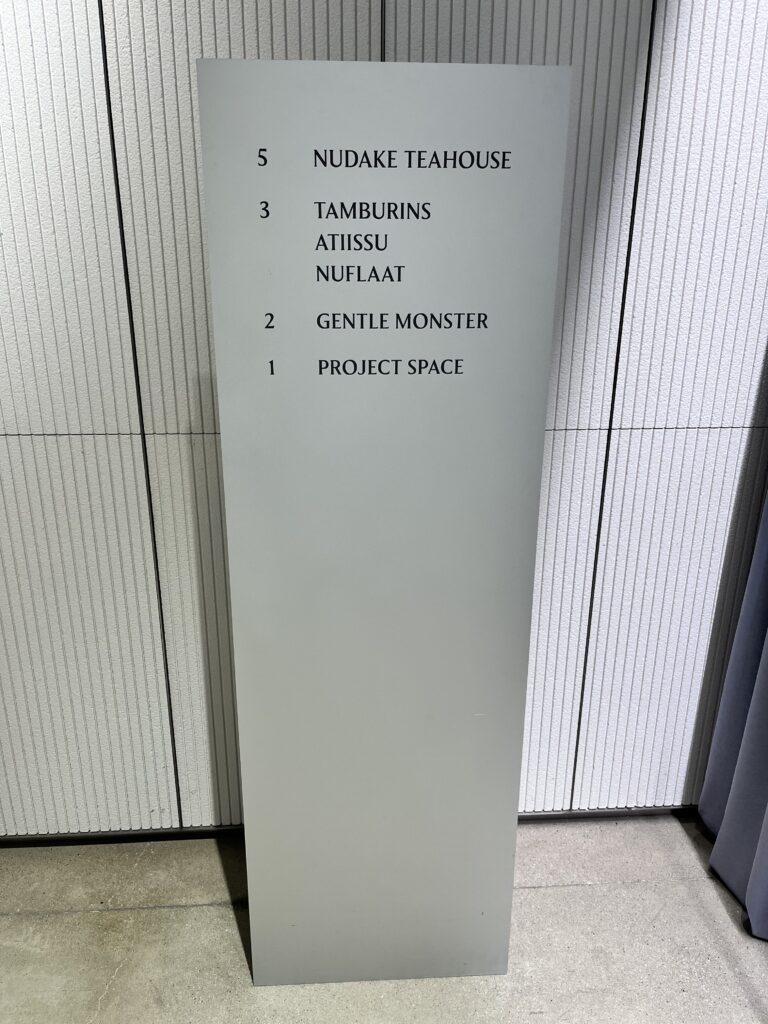 5 NUDAKE TEAHOUSE
3 TAMBURINS
ATIISSU
NUFLAAT
2 GENTLE MONSTER
1 PROJECT SPACE